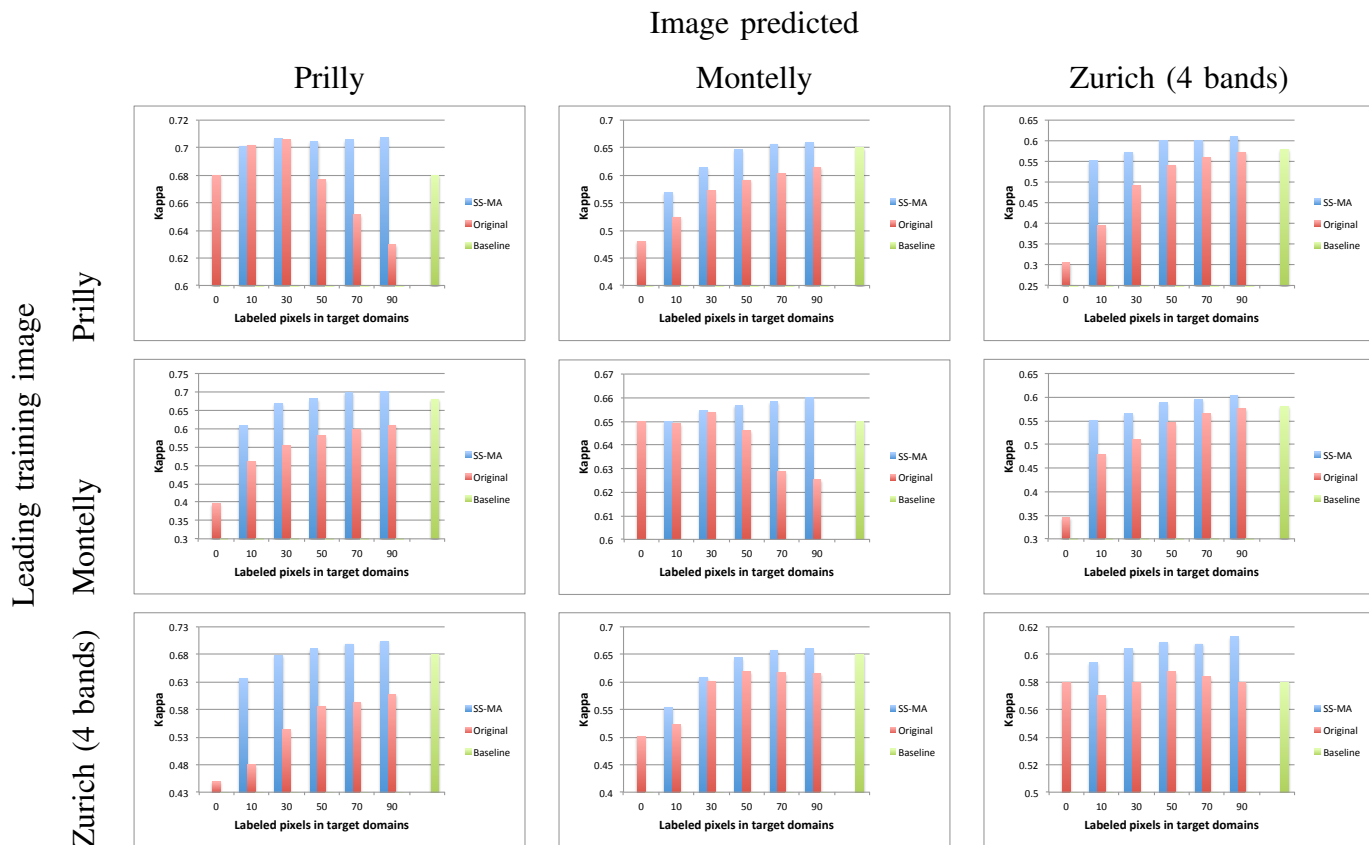 Image predicted
Prilly
Montelly
Zurich (4 bands)
Leading training image
Prilly
0.72
0.7
0.68
0.66
0.64
0.62
0.6
Kappa
0 10 30 50 70 90
Labeled pixels in target domains
SS-MA
Original
Baseline
0.7
0.65
0.6
0.55
0.5
0.45
0.4
Kappa
0 10 30 50 70 90
Labeled pixels in target domains
SS-MA
Original
Baseline
0.65
0.6
0.55
0.5
0.45
0.4
0.35
0.3
0.25
Kappa
0 10 30 50 70 90
Labeled pixels in target domains
SS-MA
Original
Baseline
Montelly
0.75
0.7
0.65
0.6
0.55
0.5
0.45
0.4
0.35
0.3
Kappa
0 10 30 50 70 90
Labeled pixels in target domains
SS-MA
Original
Baseline
0.67
0.66
0.65
0.64
0.63
0.62
0.61
0.6
Kappa
0 10 30 50 70 90
Labeled pixels in target domains
SS-MA
Original
Baseline
0.65
0.6
0.55
0.5
0.45
0.4
0.35
0.3
Kappa
0 10 30 50 70 90
Labeled pixels in target domains
SS-MA
Original
Baseline
Zurich (4 bands)
0.73
0.68
0.63
0.58
0.53
0.48
0.43
Kappa
0 10 30 50 70 90
Labeled pixels in target domains
SS-MA
Original
Baseline
0.7
0.65
0.6
0.55
0.5
0.45
0.4
Kappa
0 10 30 50 70 90
Labeled pixels in target domains
SS-MA
Original
Baseline
0.62
0.6
0.58
0.56
0.54
0.52
0.5
Kappa
0 10 30 50 70 90
Labeled pixels in target domains
SS-MA
Original
Baseline